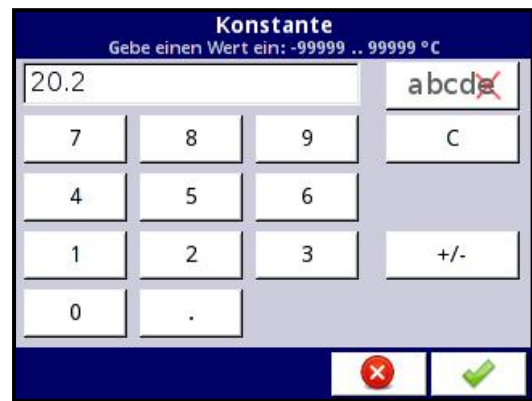 Konstante
Gebe einen Wert ein: -99999 .. 99999 °C
20.2
abcde
7 8 9 C
4 5 6
1 2 3 +/-
0 .